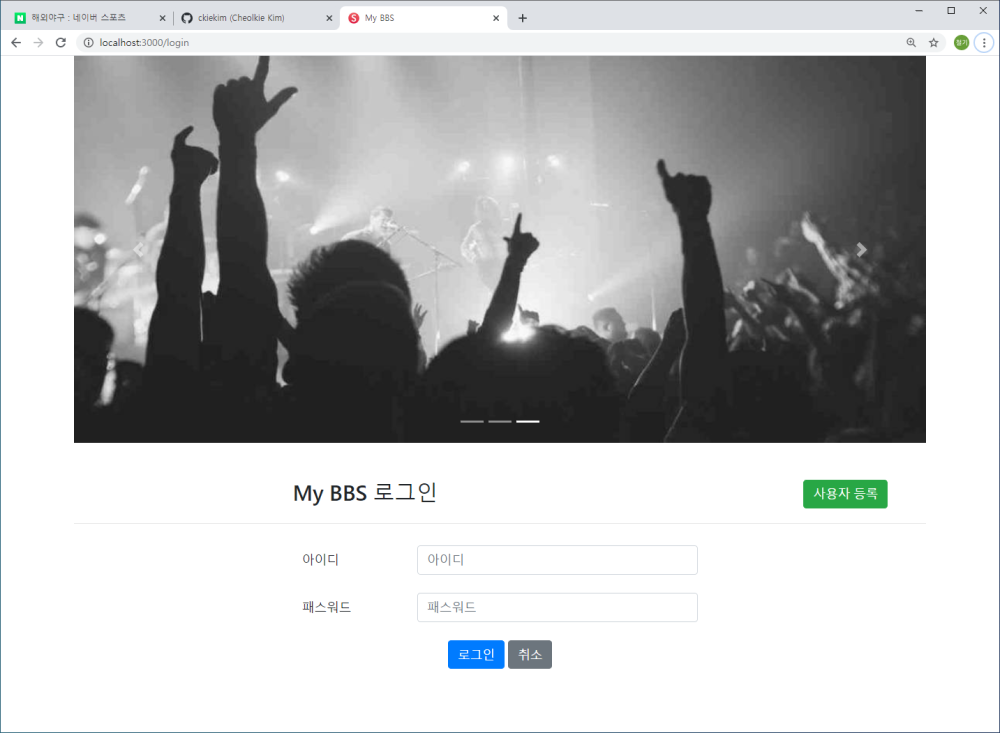 해외야구 : 네이버 스포츠
ckiekim (Cheolkie Kim)
My BBS
localhost:3000/login
철기
My BBS 로그인
사용자 등록
아이디
아이디
패스워드
패스워드
로그인
취소